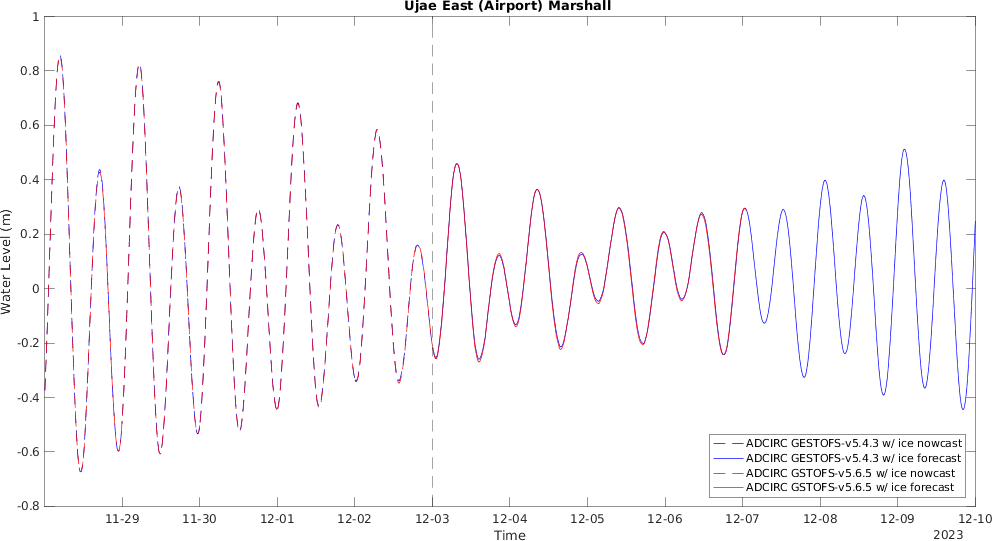 Ujae East (Airport) Marshall
1
0.8
0.6
0.4
0.2
0
-0.2
-0.4
-0.6
-0.8
Water Level (m)
ADCIRC GESTOFS-v5.4.3 w/ ice nowcast
ADCIRC GESTOFS-v5.4.3 w/ ice forecast
ADCIRC GSTOFS-v5.6.5 w/ ice nowcast
ADCIRC GSTOFS-v5.6.5 w/ ice forecast
11-29 11-30 12-01 12-02 12-03 12-04 12-05 12-06 12-07 12-08 12-09 12-10
Time
2023